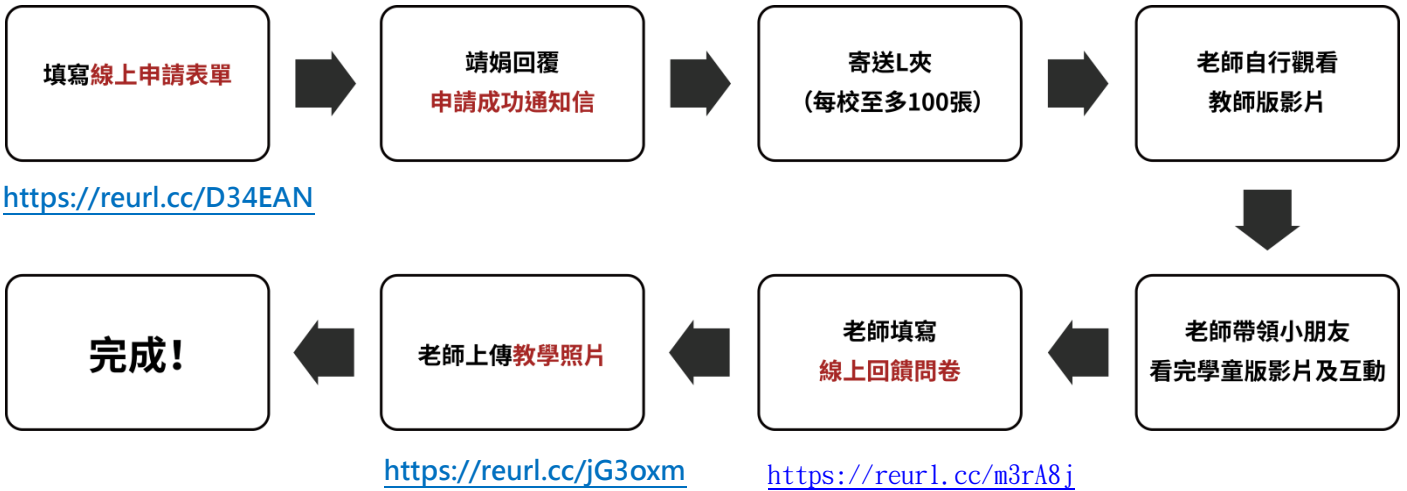 填寫線上申請表單
https://reurl.cc/D34EAN
靖娟回覆
申請成功通知信
寄送L夾
（每校至多100張）
老師自行觀看
教師版影片
老師帶領小朋友
看完學童版影片及互動
老師填寫
線上回饋問卷
https://reurl.cc/m3rA8j
老師上傳教學照片
https://reurl.cc/jG3oxm
完成！